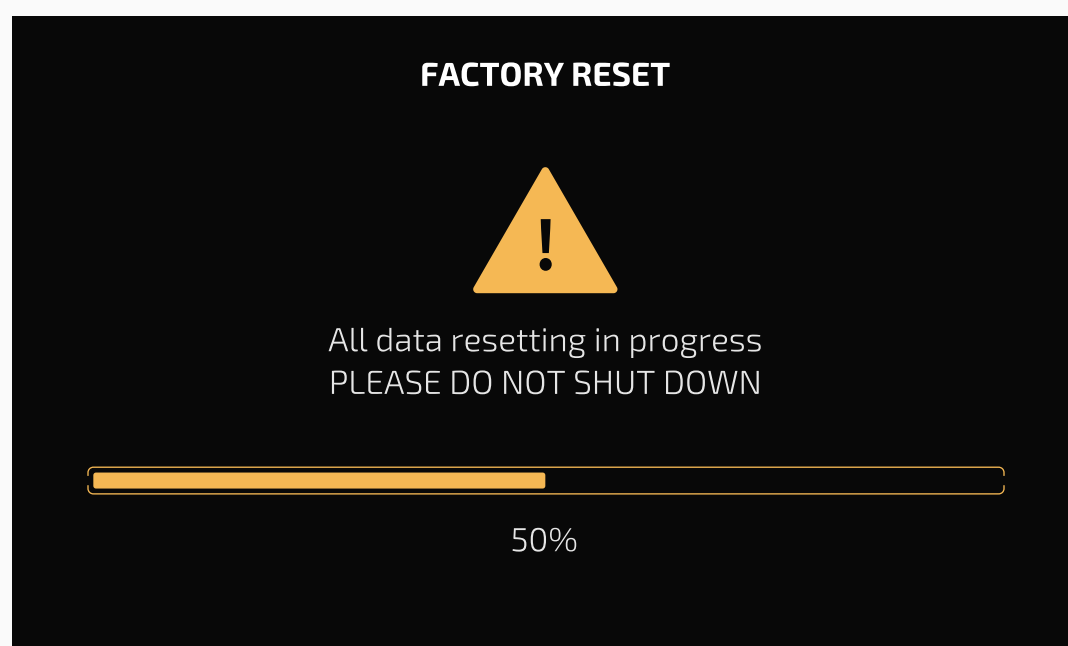 FACTORY RESET
!
All data resetting in progress
PLEASE DO NOT SHUT DOWN
50%